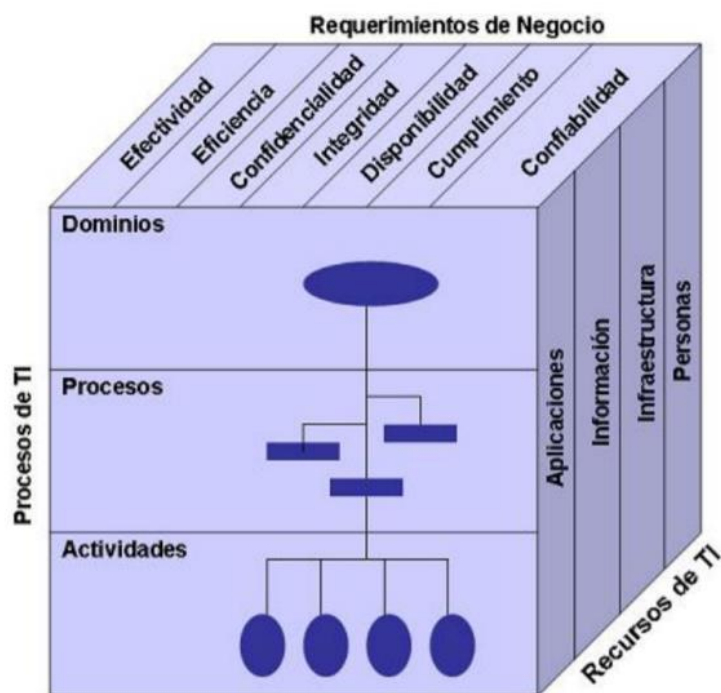 Requerimientos de Negocio
Efectividad
Eficiencia
Confidencialidad
Integridad
Disponibilidad
Cumplimiento
Confiabilidad
Dominios
Procesos
Actividades
Procesos de TI
Aplicaciones
Información
Infraestructura
Personas
Recursos de TI